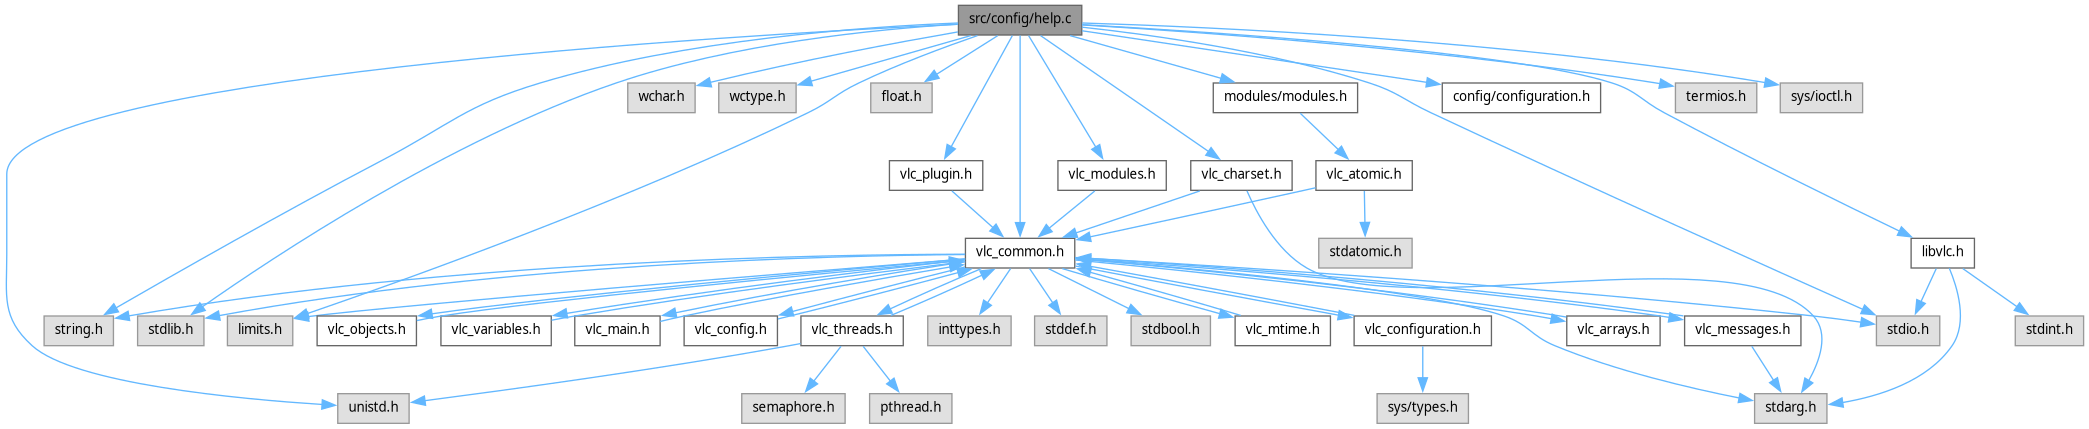 src/config/help.c
wchar.h
wctype.h
float.h
modules/modules.h
config/configuration.h
termios.h
sys/ioctl.h
vlc_plugin.h
vlc_modules.h
vlc_charset.h
vlc_atomic.h
vlc_common.h
stdatomic.h
libvlc.h
string.h
stdlib.h
limits.h
vlc_objects.h
vlc_variables.h
vlc_main.h
vlc_config.h
vlc_threads.h
inttypes.h
stddef.h
stdbool.h
vlc_mtime.h
vlc_configuration.h
vlc_arrays.h
vlc_messages.h
stdio.h
stdint.h
unistd.h
semaphore.h
pthread.h
sys/types.h
stdarg.h